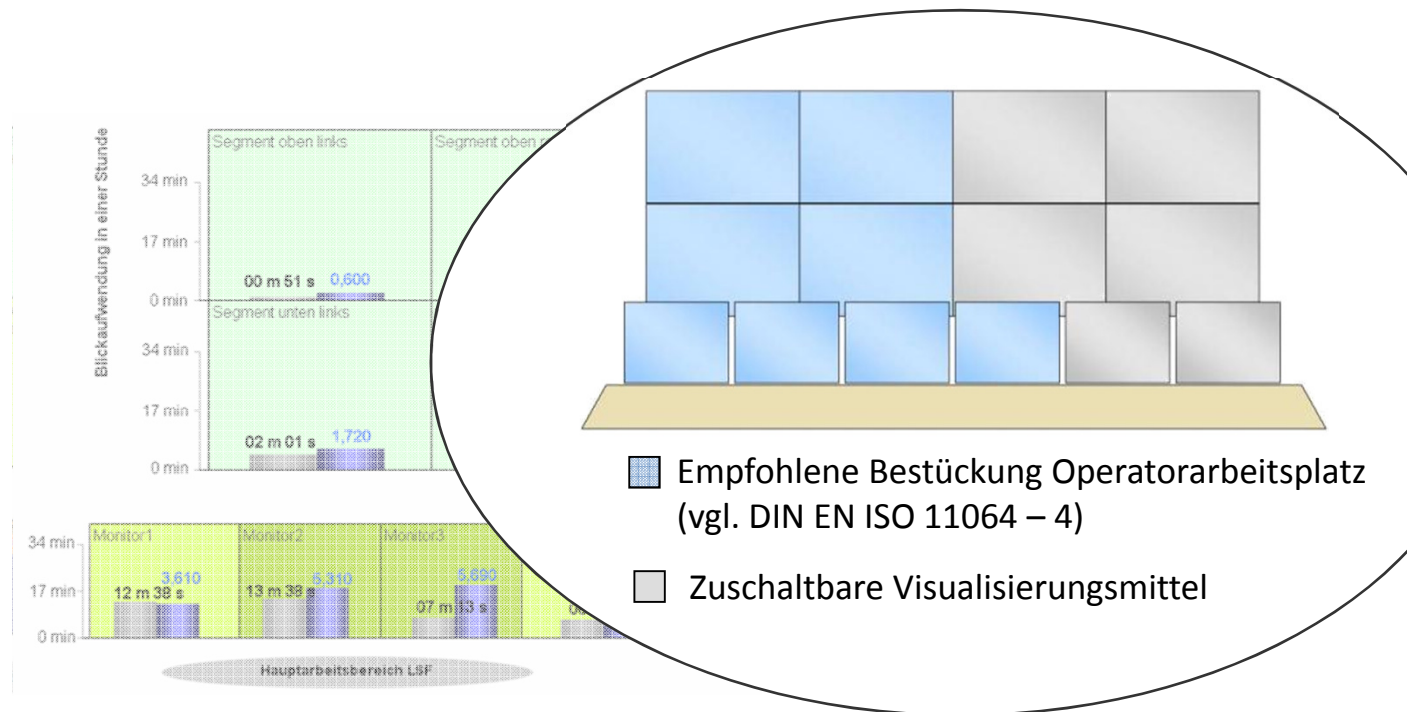 Blickaufwendung in einer Stunde
Segment oben links
Segment oben
34 min
17 min
00 m 51 s 0,600
0 min
Segment unten links
34 min
17 min
02 m 01 s 1,720
0 min
Empfohlene Bestückung Operatorarbeitsplatz
(vgl. DIN EN ISO 11064 – 4)
Zuschaltbare Visualisierungsmittel
Monitor1 Monitor2 Monitor3
34 min
3,610 5,310 5,690
17 min
12 m 38 s 13 m 38 s 07 m 13 s
0 min
Hauptarbeitsbereich LSF